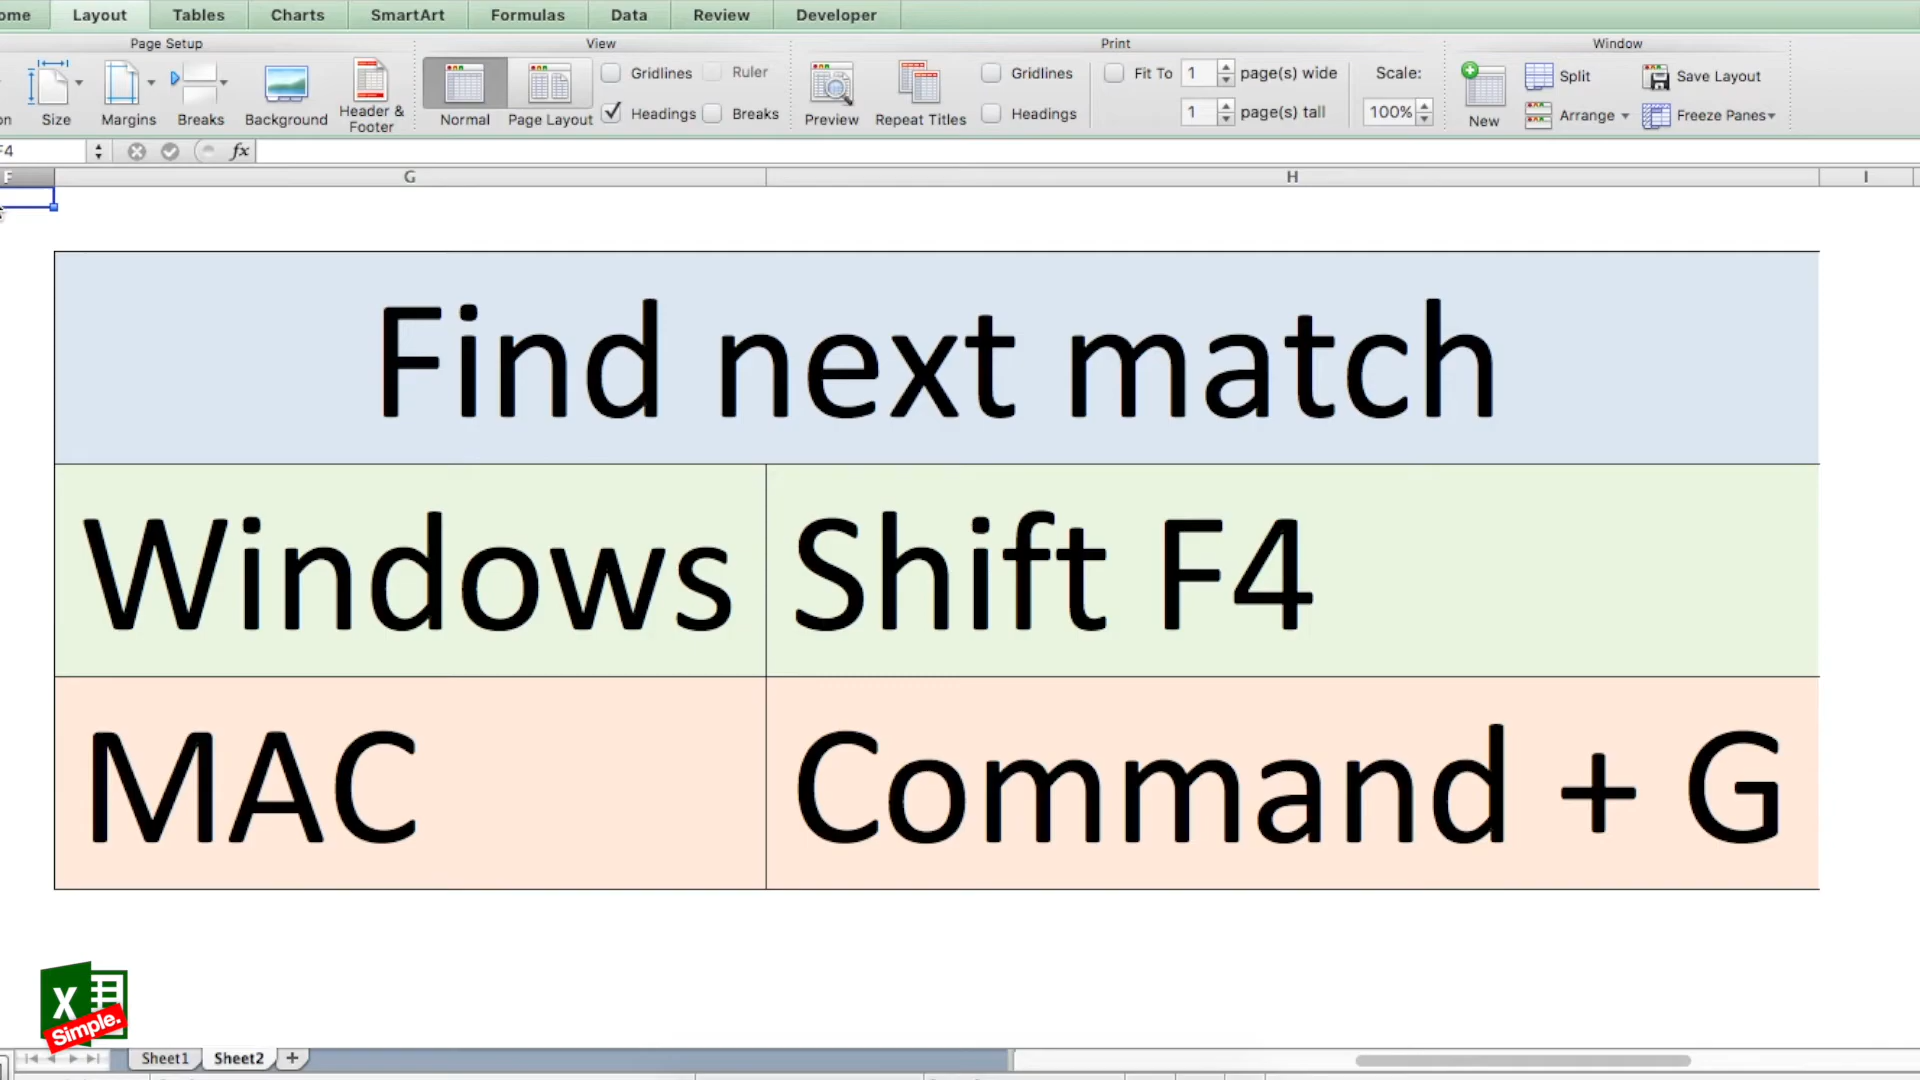 ome Layout Tables Charts SmartArt Formulas Data Review Developer
Page Setup View Print Window
Gridlines Ruler Gridlines Fit To 1 page(s) wide Scale: Split Save Layout
on Size Margins Breaks Background Header & Footer Normal Page Layout Headings Breaks Preview Repeat Titles Headings 1 page(s) tall 100% New Arrange Freeze Panes
F4 fx
F G H I
Find next match
Windows Shift F4
MAC Command + G
X
Simple.
Sheet1 Sheet2 +